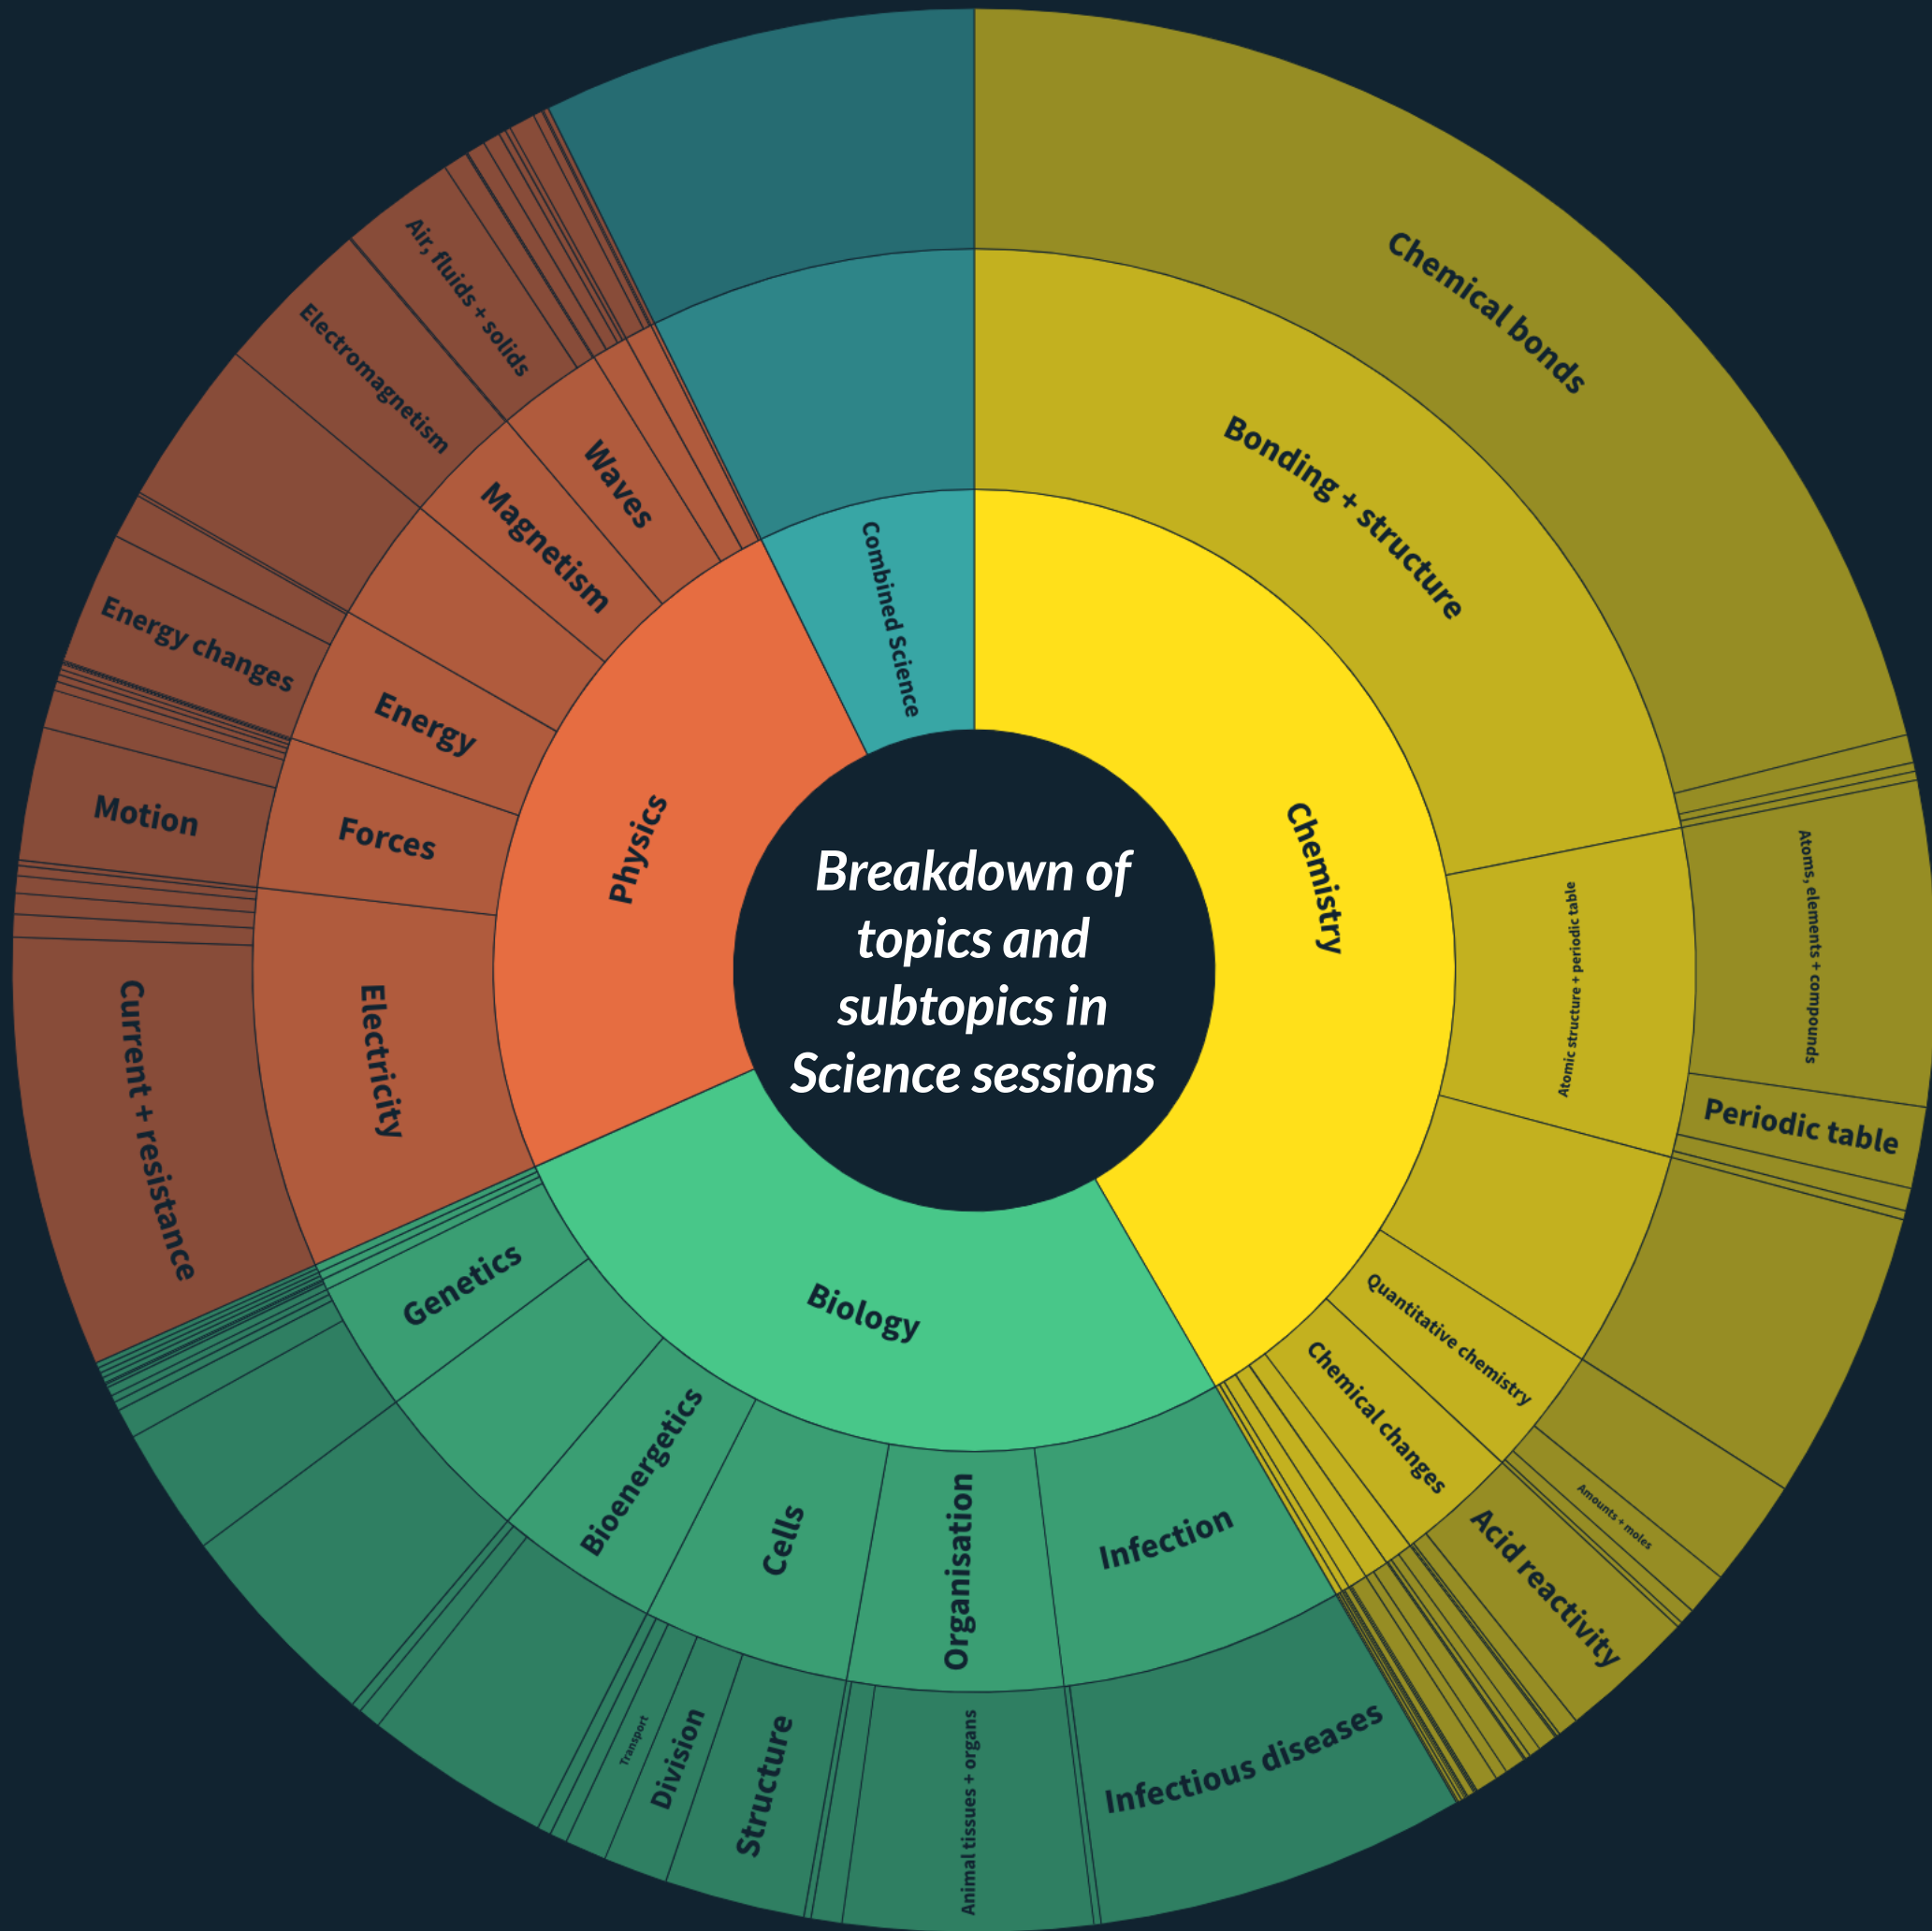 Breakdown of
topics and
subtopics in
Science sessions
Chemistry
Bonding + structure
Chemical bonds
Atomic structure + periodic table
Atoms, elements + compounds
Periodic table
Quantitative chemistry
Amounts + moles
Chemical changes
Acid reactivity
Biology
Infection
Infectious diseases
Organisation
Animal tissues + organs
Cells
Structure
Division
Transport
Bioenergetics
Genetics
Physics
Electricity
Current + resistance
Forces
Motion
Energy
Energy changes
Magnetism
Electromagnetism
Waves
Air, fluids + solids
Combined Science